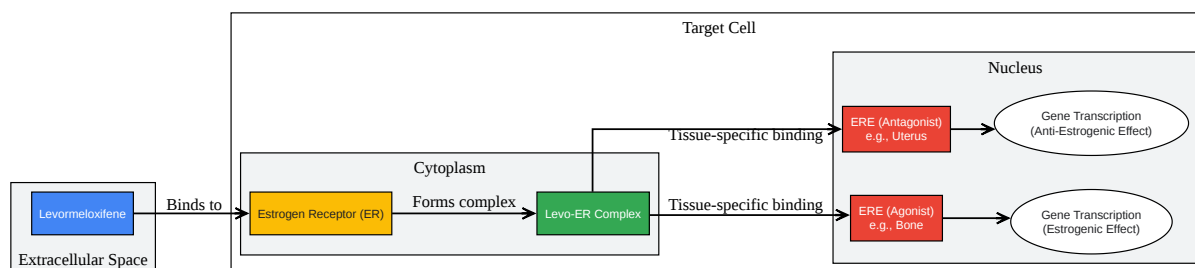 Target Cell
Nucleus
ERE (Antagonist)
e.g., Uterus
Gene Transcription
(Anti-Estrogenic Effect)
Tissue-specific binding
Cytoplasm
Levormeloxifene
Binds to
Estrogen Receptor (ER)
Forms complex
Levo-ER Complex
Tissue-specific binding
ERE (Agonist)
e.g., Bone
Gene Transcription
(Estrogenic Effect)
Extracellular Space